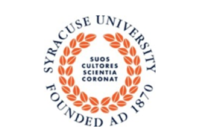 SYRACUSE UNIVERSITY
SUOS
CULTORES
SCIENTIA
CORONAT
FOUNDED AD 1870